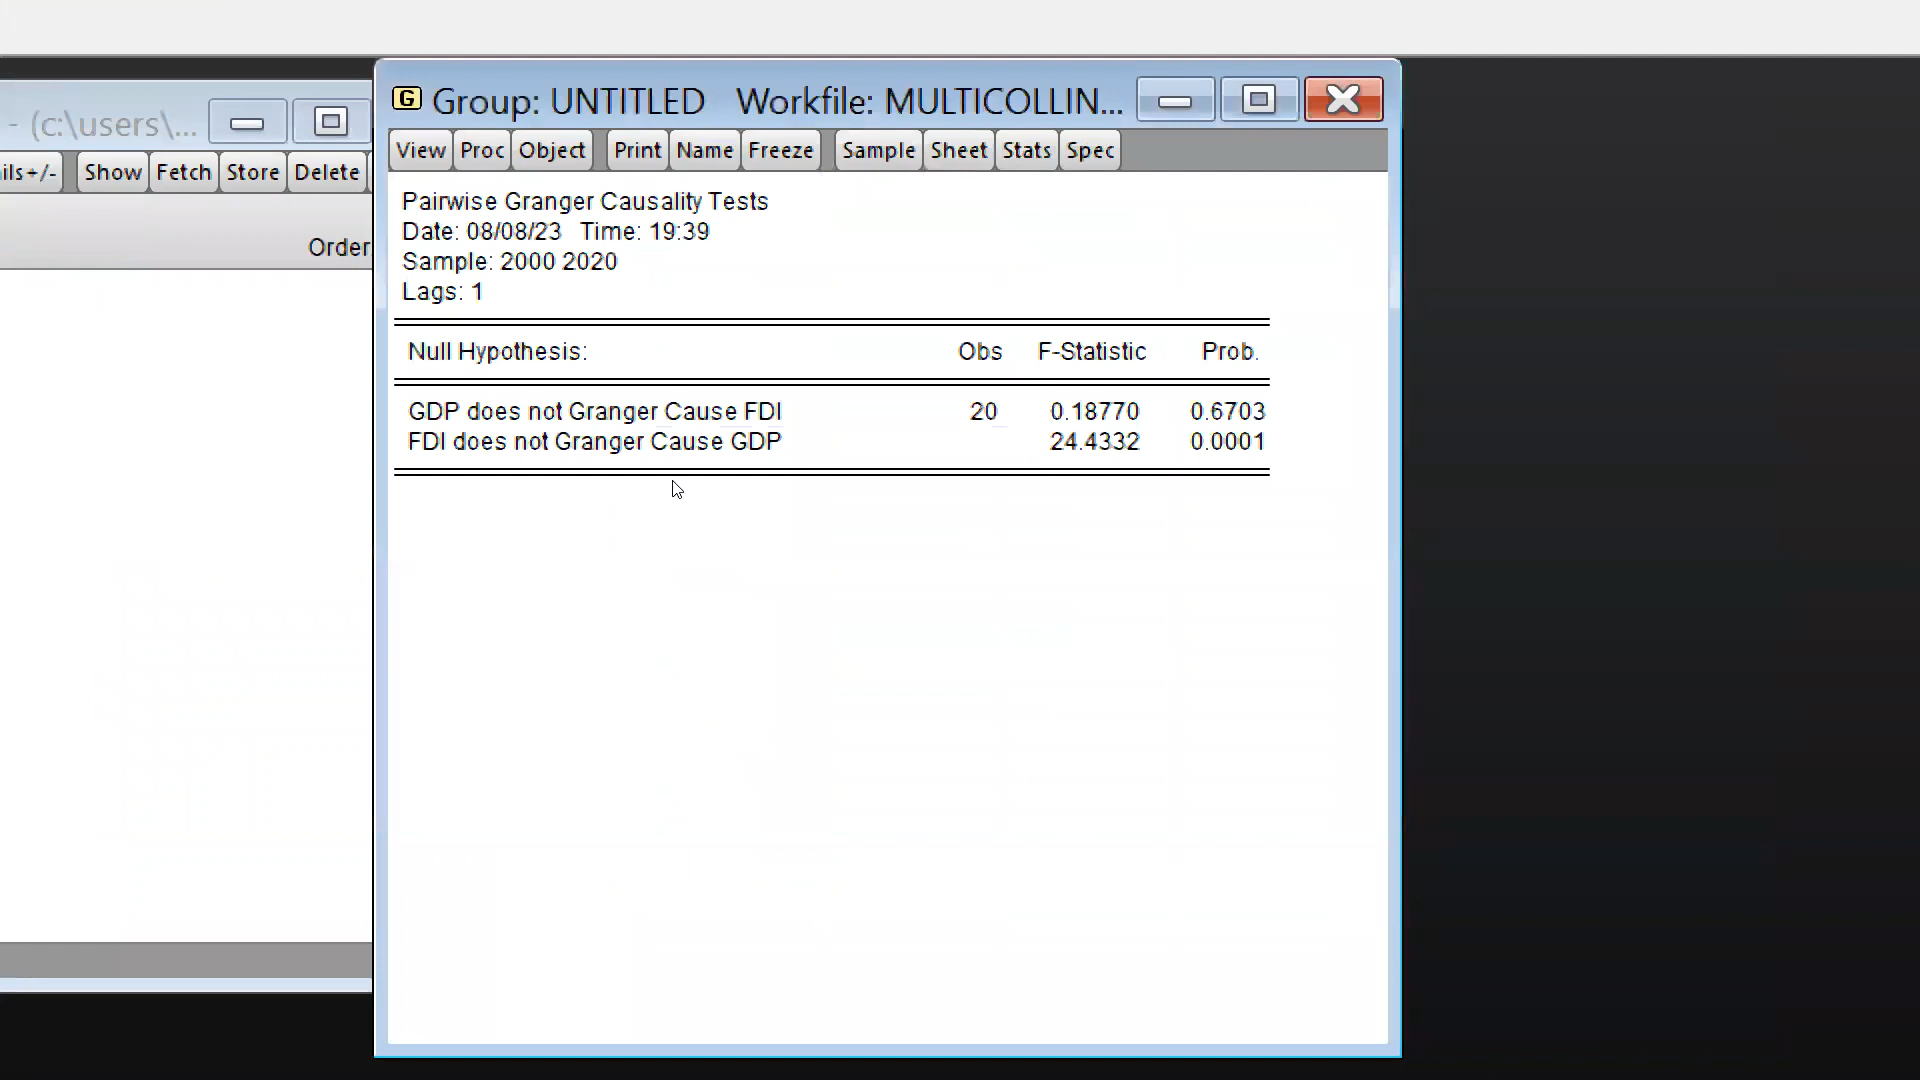 - (c:\users\...
ils+/- Show Fetch Store Delete
Order
G Group: UNTITLED Workfile: MULTICOLLIN...
View Proc Object Print Name Freeze Sample Sheet Stats Spec
Pairwise Granger Causality Tests
Date: 08/08/23 Time: 19:39
Sample: 2000 2020
Lags: 1
Null Hypothesis: Obs F-Statistic Prob.
GDP does not Granger Cause FDI 20 0.18770 0.6703
FDI does not Granger Cause GDP 24.4332 0.0001